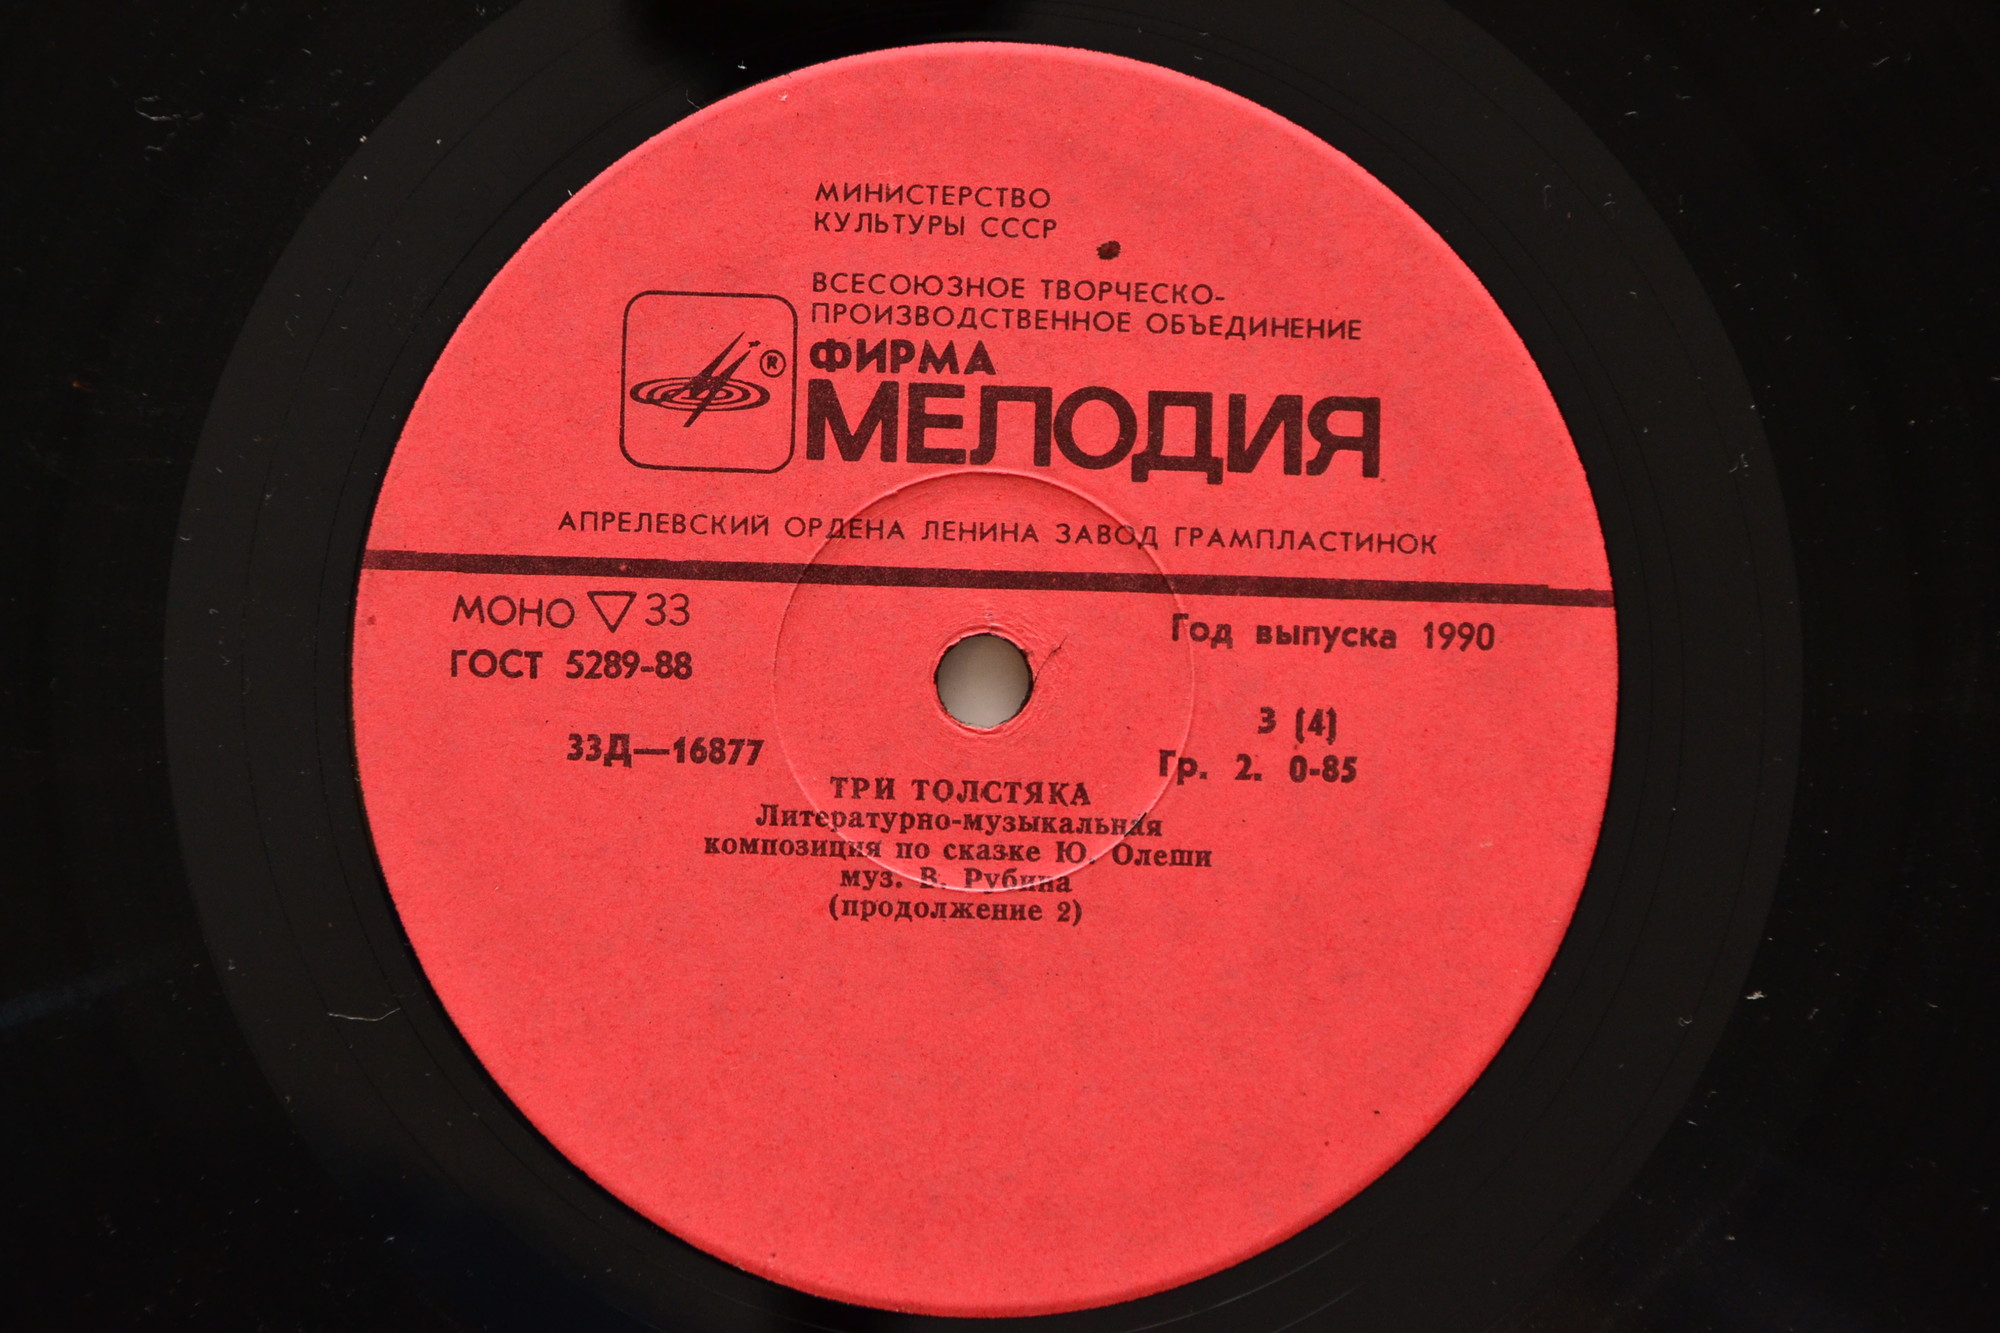 МИНИСТЕРСТВО
КУЛЬТУРЫ СССР
ВСЕСОЮЗНОЕ ТВОРЧЕСКО-
ПРОИЗВОДСТВЕННОЕ ОБЪЕДИНЕНИЕ
ФИРМА
®
МЕЛОДИЯ
АПРЕЛЕВСКИЙ ОРДЕНА ЛЕНИНА ЗАВОД ГРАМПЛАСТИНОК
МОНО ▽ 33
ГОСТ 5289-88
Год выпуска 1990
33Д—16877
3 (4)
Гр. 2. 0-85
ТРИ ТОЛСТЯКА
Литературно-музыкальная
композиция по сказке Ю. Олеши
муз. В. Рубина
(продолжение 2)